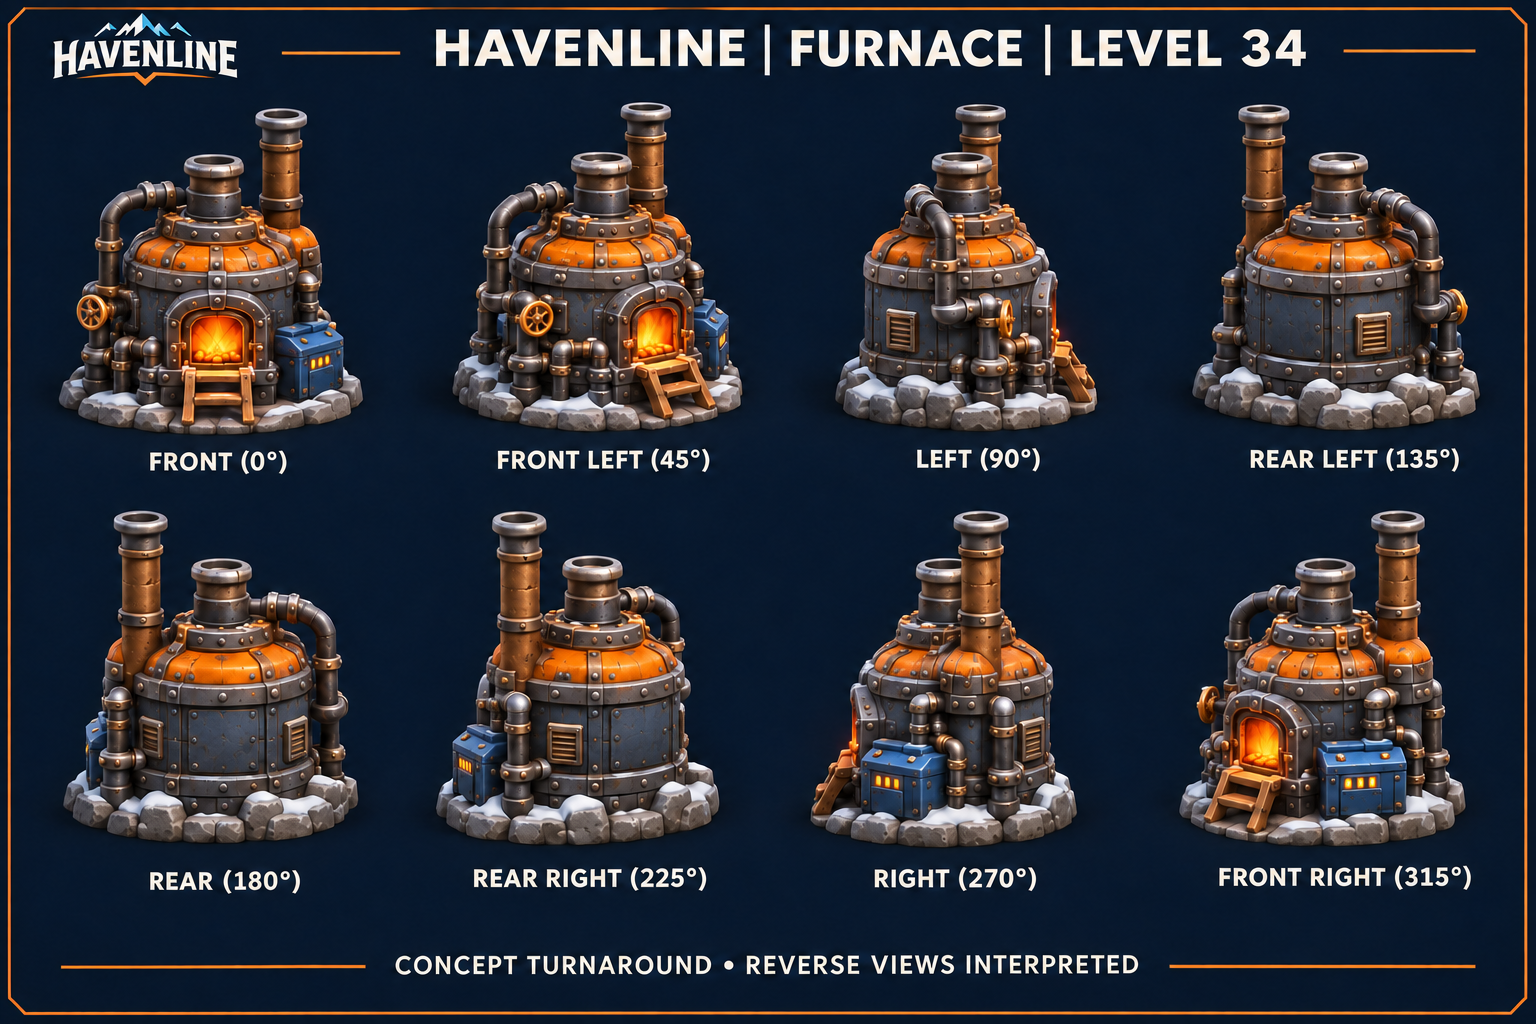 HAVENLINE
HAVENLINE | FURNACE | LEVEL 34
FRONT (0°)
FRONT LEFT (45°)
LEFT (90°)
REAR LEFT (135°)
REAR (180°)
REAR RIGHT (225°)
RIGHT (270°)
FRONT RIGHT (315°)
CONCEPT TURNAROUND • REVERSE VIEWS INTERPRETED